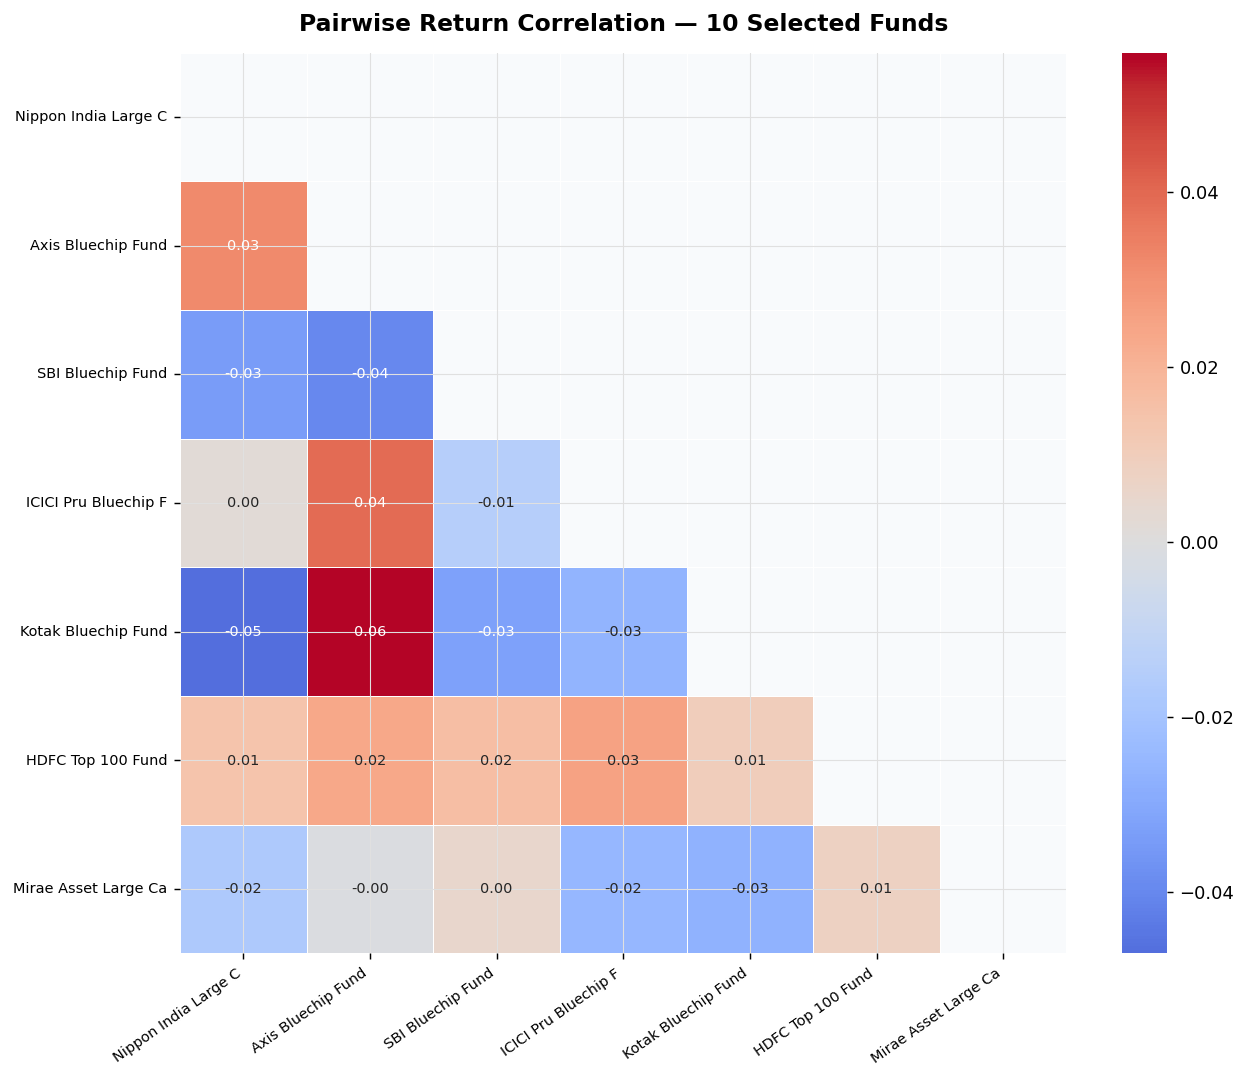 Pairwise Return Correlation — 10 Selected Funds
Nippon India Large C
Axis Bluechip Fund 0.03
SBI Bluechip Fund -0.03 -0.04
ICICI Pru Bluechip F 0.00 0.04 -0.01
Kotak Bluechip Fund -0.05 0.06 -0.03 -0.03
HDFC Top 100 Fund 0.01 0.02 0.02 0.03 0.01
Mirae Asset Large Ca -0.02 -0.00 0.00 -0.02 -0.03 0.01
Nippon India Large C
Axis Bluechip Fund
SBI Bluechip Fund
ICICI Pru Bluechip F
Kotak Bluechip Fund
HDFC Top 100 Fund
Mirae Asset Large Ca
0.04
0.02
0.00
−0.02
−0.04